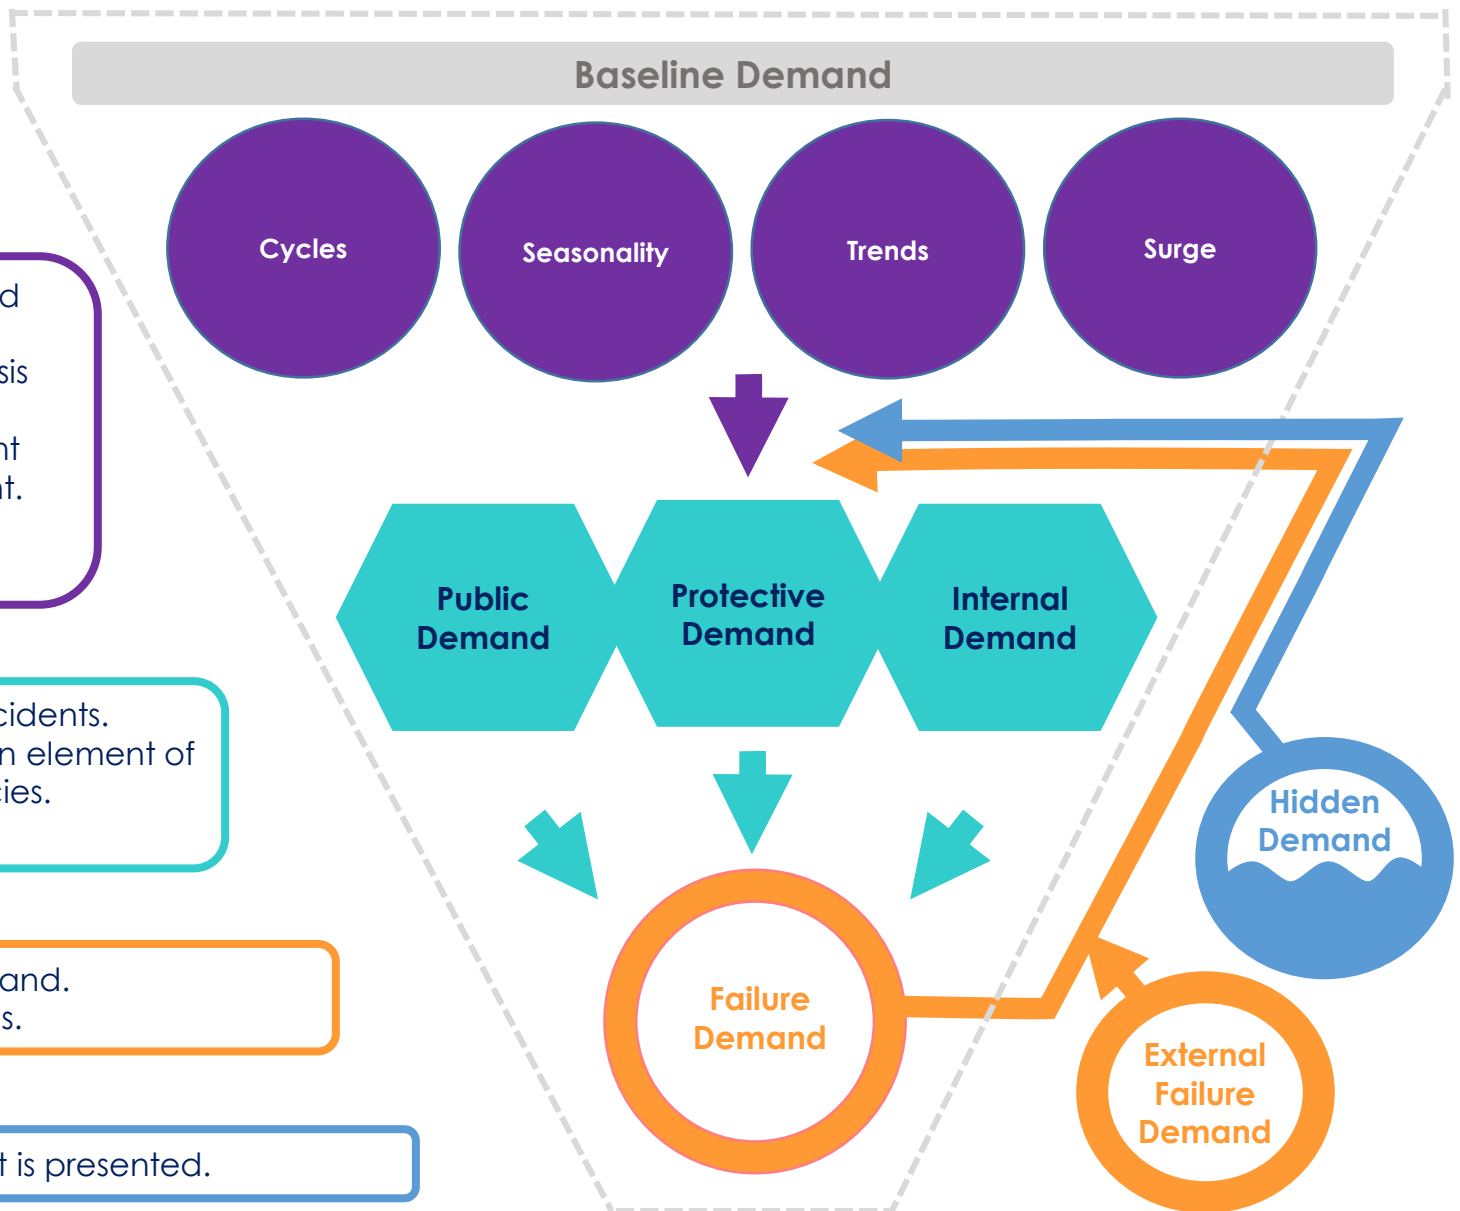 Baseline Demand
Cycles
Seasonality
Trends
Surge
d
sis
nt
nt.
Public
Demand
Protective
Demand
Internal
Demand
cidents.
n element of
cies.
Hidden
Demand
and.
s.
Failure
Demand
External
Failure
Demand
t is presented.